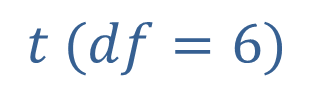 t (df = 6)